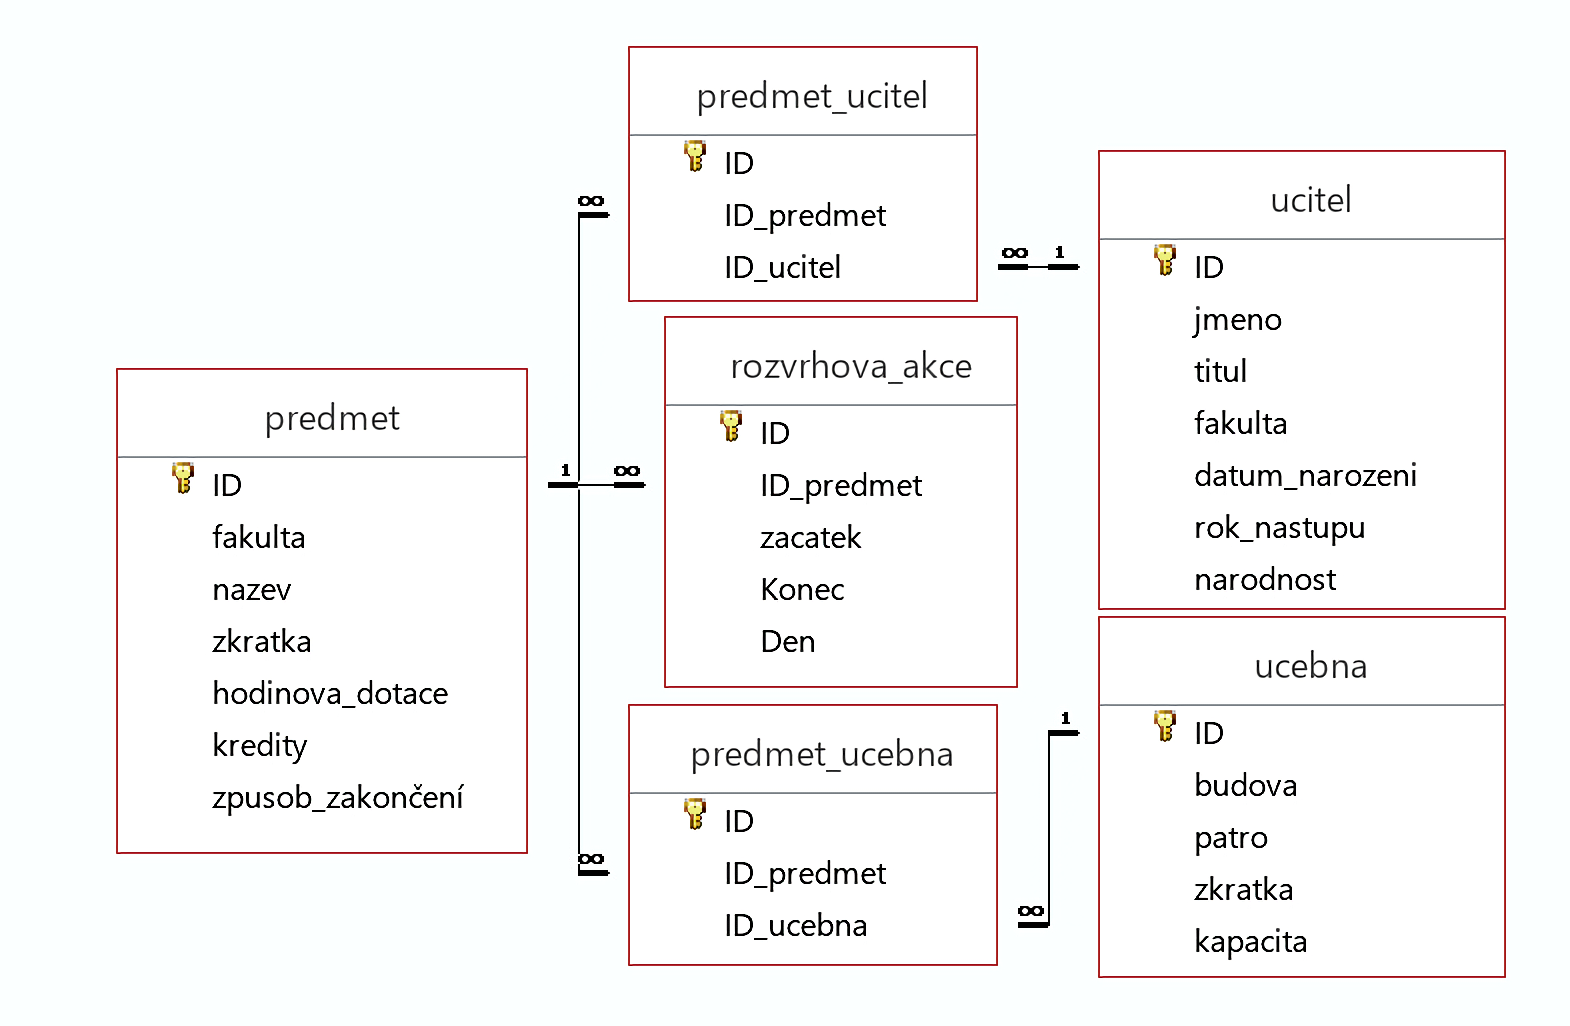 predmet_ucitel
ID
ID_predmet
ID_ucitel
ucitel
ID
jmeno
titul
fakulta
datum_narozeni
rok_nastupu
narodnost
rozvrhova_akce
ID
ID_predmet
zacatek
Konec
Den
predmet
ID
fakulta
nazev
zkratka
hodinova_dotace
kredity
zpusob_zakončení
predmet_ucebna
ID
ID_predmet
ID_ucebna
ucebna
ID
budova
patro
zkratka
kapacita
∞
∞ 1
1 ∞
∞
1
∞